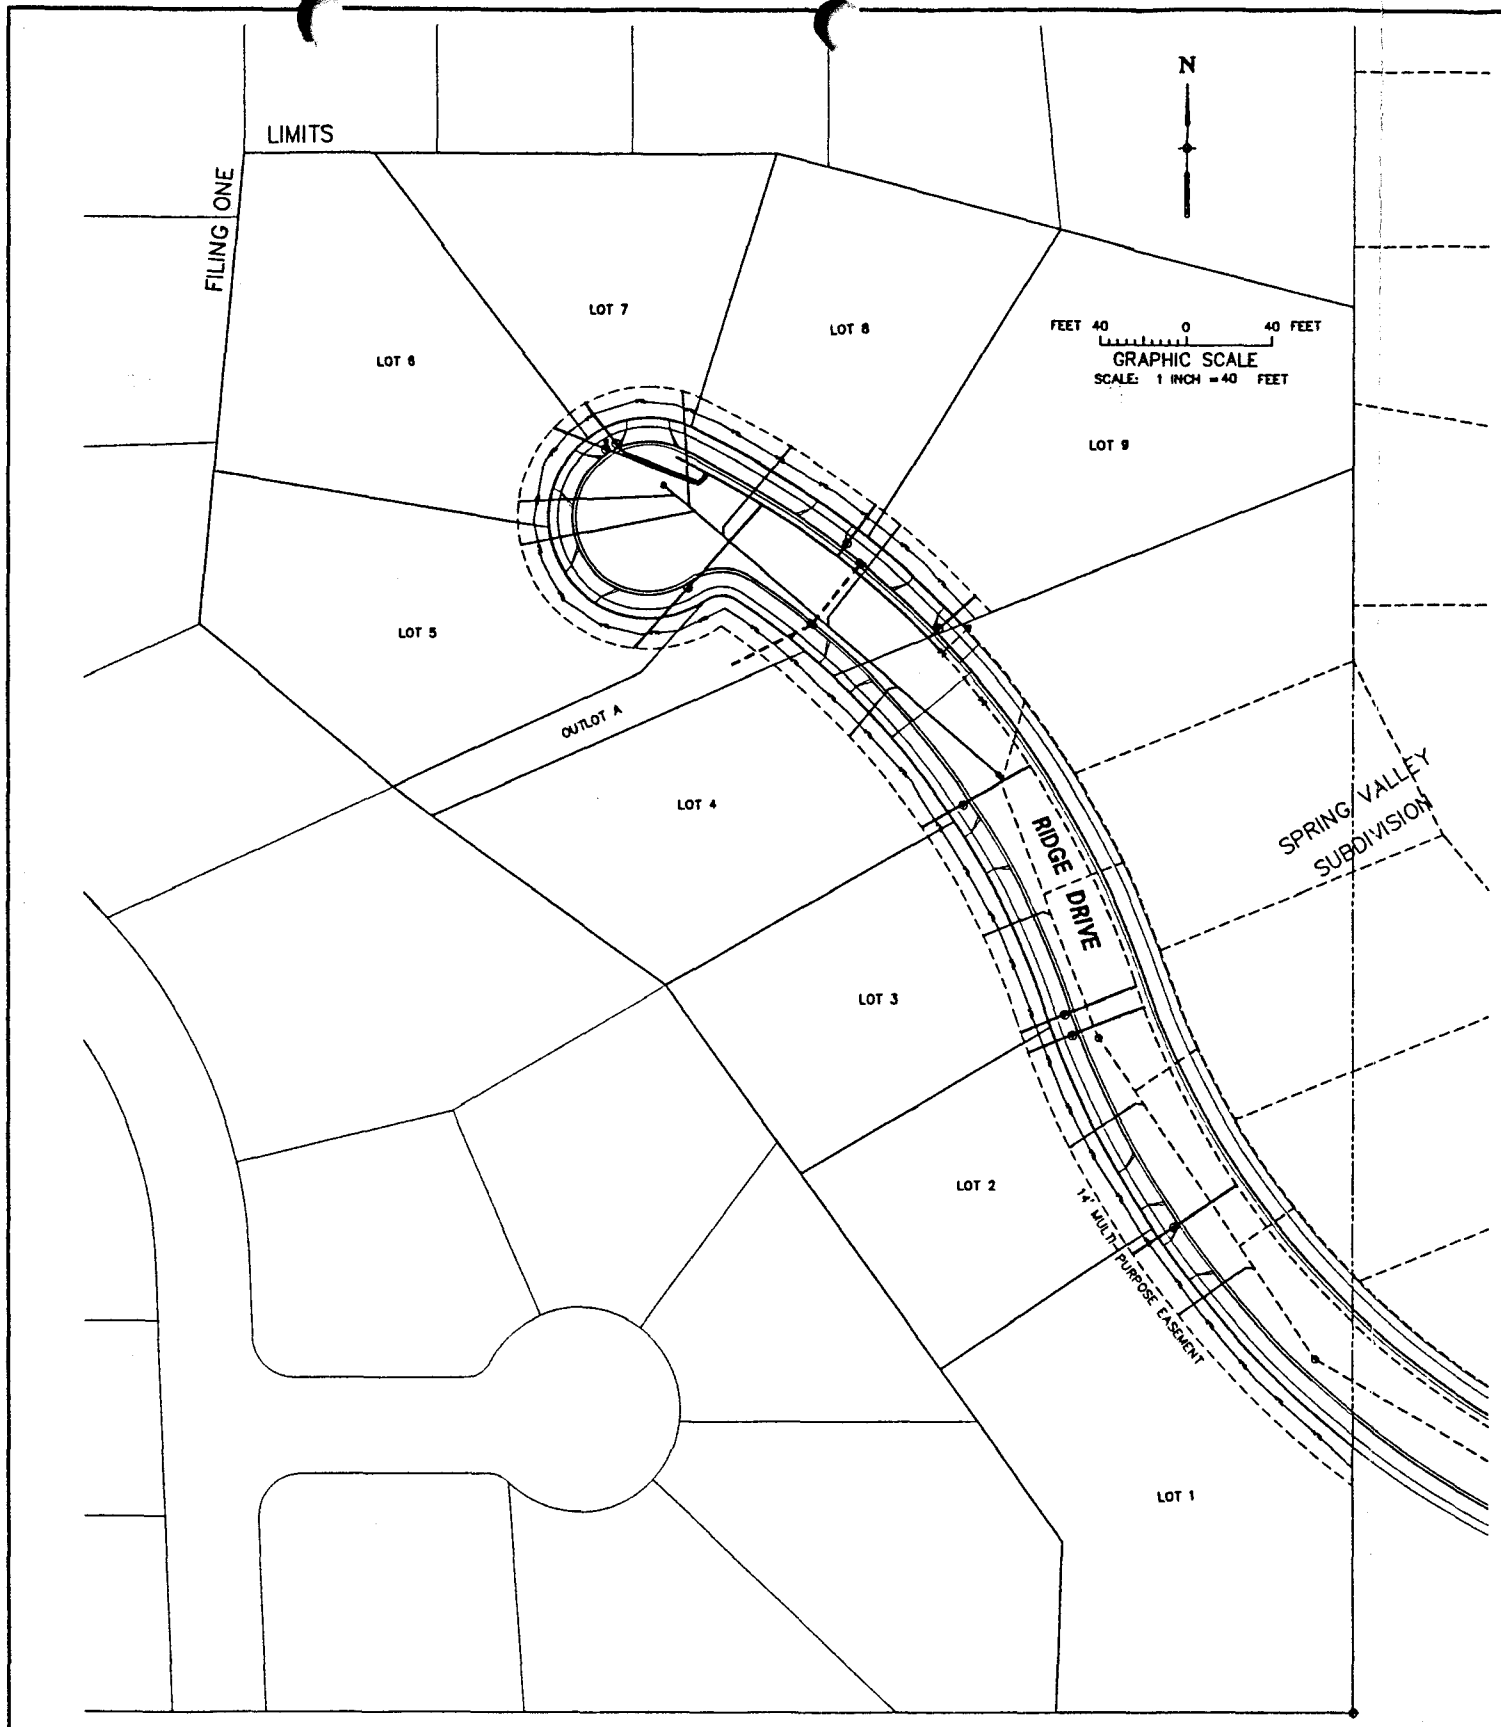 N
LIMITS
FILING ONE
LOT 7
LOT 8
FEET 40 0 40 FEET
GRAPHIC SCALE
SCALE: 1 INCH = 40 FEET
LOT 6
LOT 9
LOT 5
OUTLOT A
LOT 4
SPRING VALLEY
SUBDIVISION
RIDGE DRIVE
LOT 3
LOT 2
14' MULTI PURPOSE EASEMENT
LOT 1